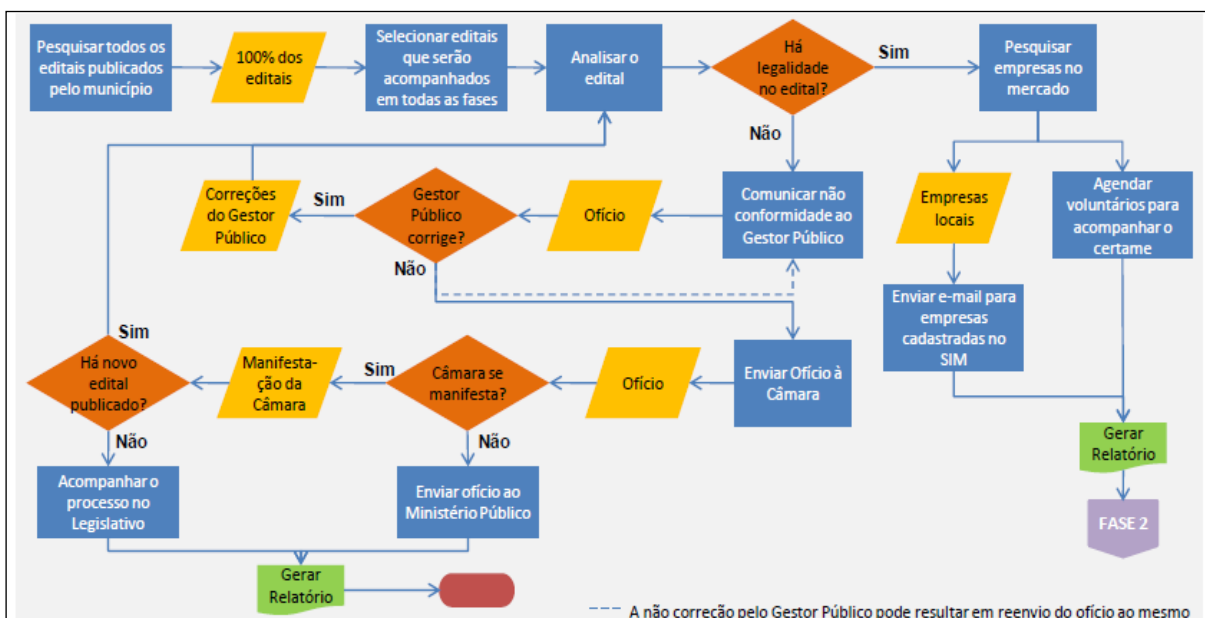 Pesquisar todos os
editais publicados
pelo município
100% dos
editais
Selecionar editais
que serão
acompanhados
em todas as fases
Analisar o
edital
Há
legalidade
no edital?
Sim
Pesquisar
empresas no
mercado
Não
Correções
do Gestor
Público
Sim
Gestor
Público
corrige?
Ofício
Comunicar não
conformidade ao
Gestor Público
Empresas
locais
Agendar
voluntários para
acompanhar o
certame
Não
Enviar e-mail para
empresas
cadastradas no
SIM
Sim
Há novo
edital
publicado?
Manifesta-
ção da
Câmara
Sim
Câmara se
manifesta?
Ofício
Enviar Ofício à
Câmara
Não
Não
Gerar
Relatório
Acompanhar o
processo no
Legislativo
Enviar ofício ao
Ministério Público
FASE 2
Gerar
Relatório
A não correção pelo Gestor Público pode resultar em reenvio do ofício ao mesmo